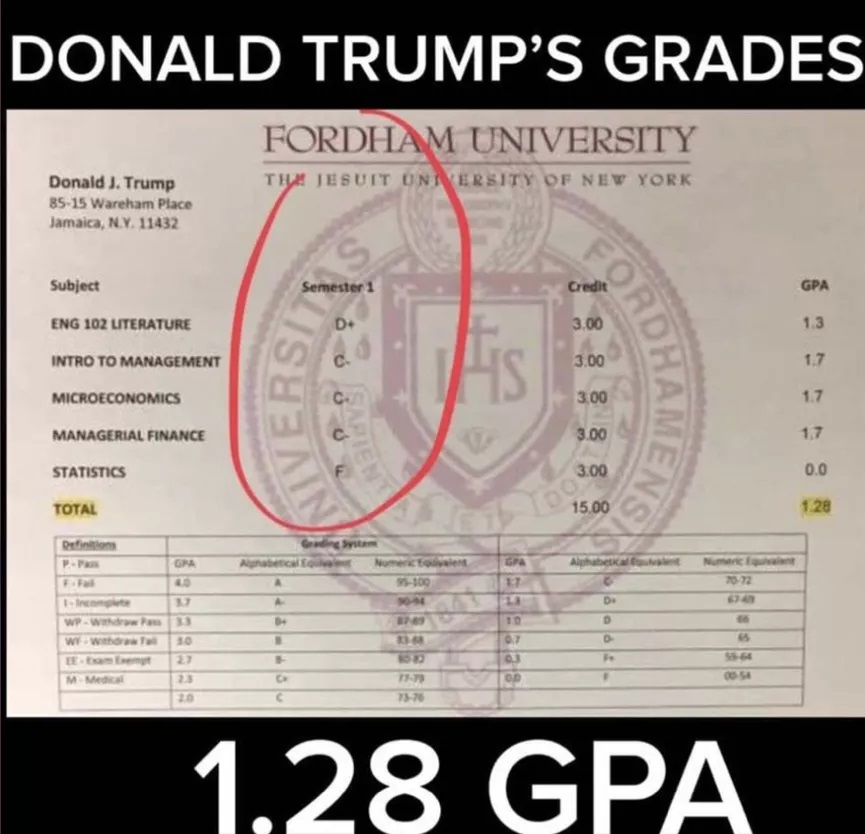 DONALD TRUMP'S GRADES
FORDHAM UNIVERSITY
THE JESUIT UNIVERSITY OF NEW YORK
Donald J. Trump
85-15 Wareham Place
Jamaica, N.Y. 11432
Subject Semester 1 Credit GPA
ENG 102 LITERATURE D+ 3.00 1.3
INTRO TO MANAGEMENT C- 3.00 1.7
MICROECONOMICS C- 3.00 1.7
MANAGERIAL FINANCE C- 3.00 1.7
STATISTICS F 3.00 0.0
TOTAL 15.00 1.28
UNIVERSITAS FORDHAMENSIS
IHS
SAPIENTIA ET
1841
Definitions Grading System
P - Pass GPA Alphabetical Equivalent Numeric Equivalent GPA Alphabetical Equivalent Numeric Equivalent
F - Fail 4.0 A 95-100 1.7 C- 70-72
I - Incomplete 3.7 A- 90-94 1.3 D+ 67-69
WP - Withdraw Pass 3.3 B+ 87-89 1.0 D 66
WF - Withdraw Fail 3.0 B 83-86 0.7 D- 65
EE - Exam Exempt 2.7 B- 80-82 0.3 F+ 55-64
M - Medical 2.3 C+ 77-79 0.0 F 00-54
2.0 C 73-76
1.28 GPA